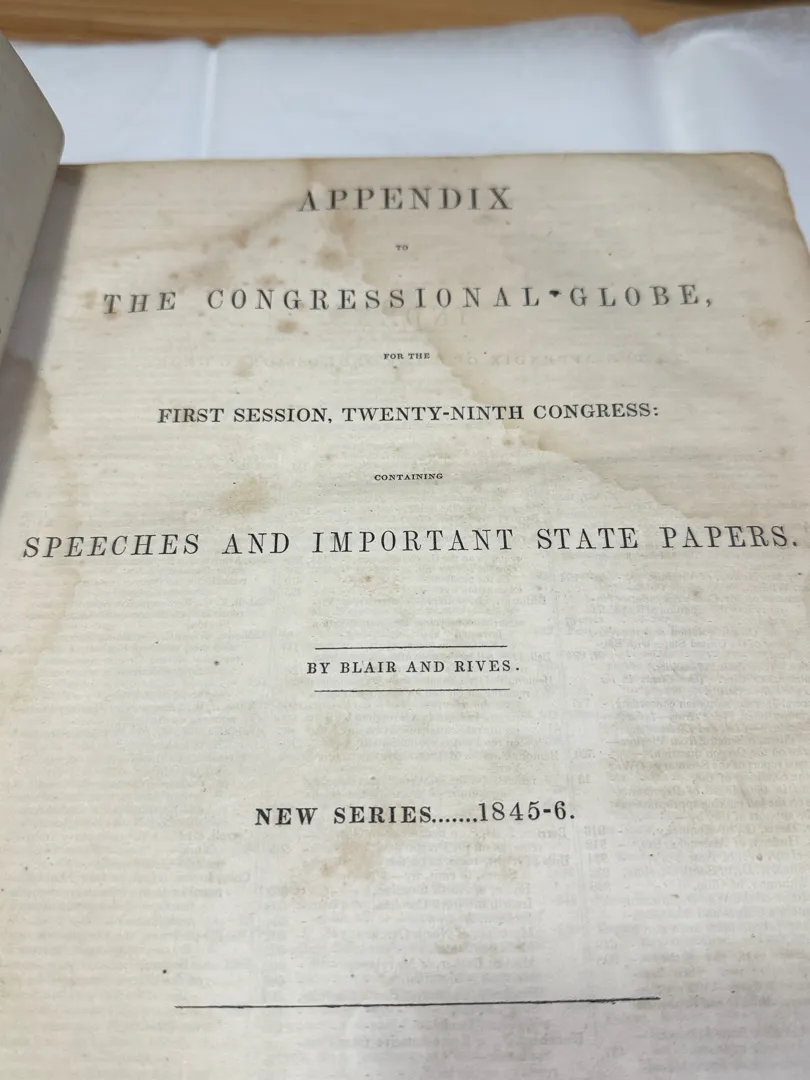 APPENDIX
TO
THE CONGRESSIONAL GLOBE,
FOR THE
FIRST SESSION, TWENTY-NINTH CONGRESS:
CONTAINING
SPEECHES AND IMPORTANT STATE PAPERS.
BY BLAIR AND RIVES.
NEW SERIES.......1845-6.